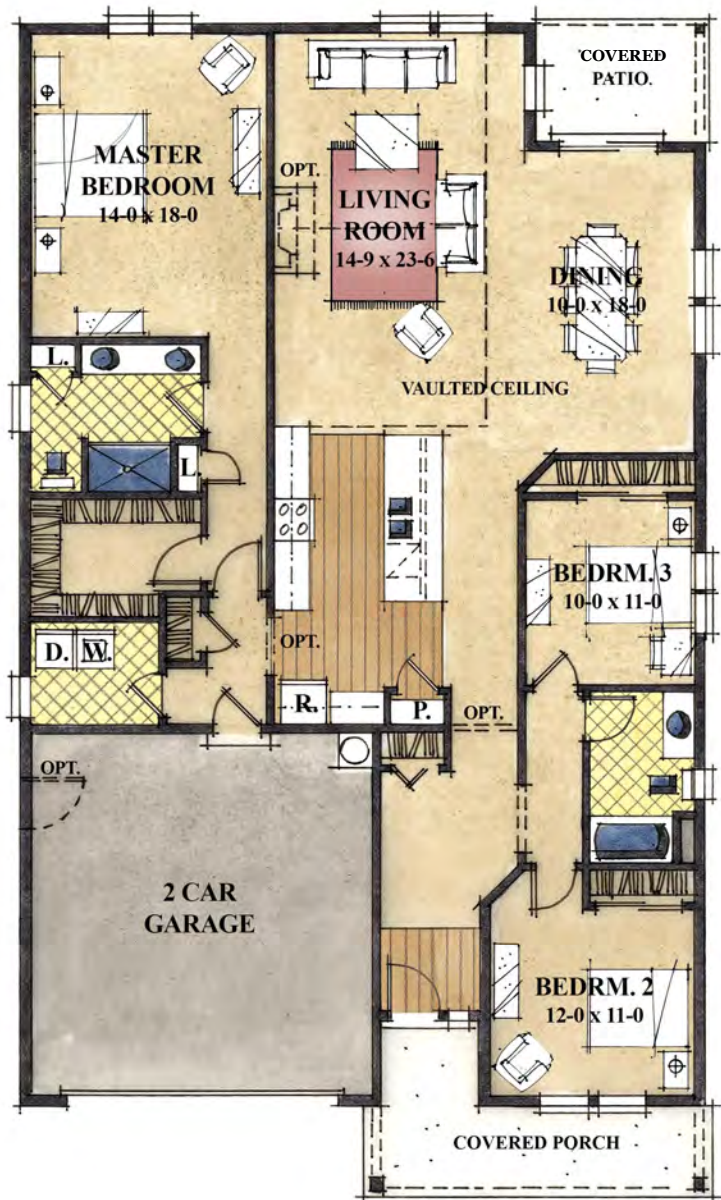 COVERED
PATIO.
MASTER
BEDROOM
14-0 x 18-0
OPT.
LIVING
ROOM
14-9 x 23-6
DINING
10-0 x 18-0
L.
VAULTED CEILING
L.
BEDRM. 3
10-0 x 11-0
D. W.
OPT.
R.
P.
OPT.
OPT.
2 CAR
GARAGE
BEDRM. 2
12-0 x 11-0
COVERED PORCH